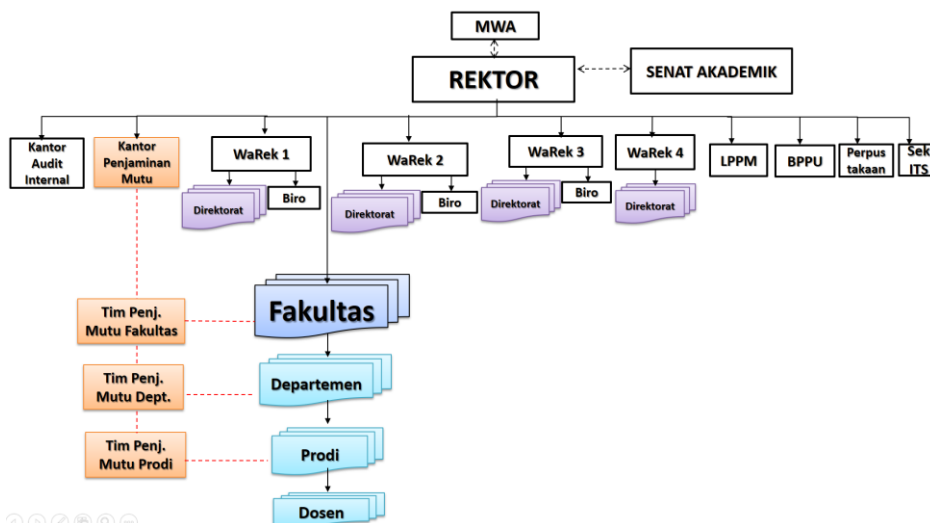 MWA
REKTOR
SENAT AKADEMIK
Kantor
Audit
Internal
Kantor
Penjaminan
Mutu
WaRek 1
WaRek 2
WaRek 3
WaRek 4
LPPM
BPPU
Perpus
takaan
Sek
ITS
Direktorat
Biro
Direktorat
Biro
Direktorat
Biro
Direktorat
Fakultas
Tim Penj.
Mutu Fakultas
Departemen
Tim Penj.
Mutu Dept.
Prodi
Tim Penj.
Mutu Prodi
Dosen